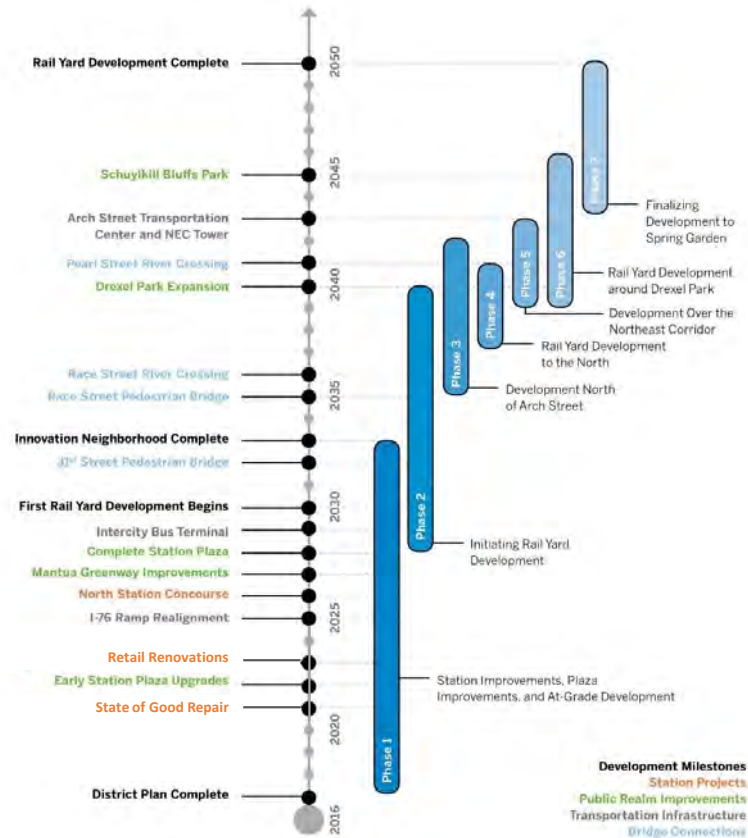 Rail Yard Development Complete
Schuylkill Bluffs Park
Arch Street Transportation
Center and NEC Tower
Pearl Street River Crossing
Drexel Park Expansion
Race Street River Crossing
Race Street Pedestrian Bridge
Innovation Neighborhood Complete
31st Street Pedestrian Bridge
First Rail Yard Development Begins
Intercity Bus Terminal
Complete Station Plaza
Mantua Greenway Improvements
North Station Concourse
I-76 Ramp Realignment
Retail Renovations
Early Station Plaza Upgrades
State of Good Repair
District Plan Complete
2050
2045
2040
2035
2030
2025
2020
2016
Phase 1
Station Improvements, Plaza
Improvements, and At-Grade Development
Phase 2
Initiating Rail Yard
Development
Phase 3
Development North
of Arch Street
Phase 4
Rail Yard Development
to the North
Phase 5
Development Over the
Northeast Corridor
Phase 6
Rail Yard Development
around Drexel Park
Phase 7
Finalizing
Development to
Spring Garden
Development Milestones
Station Projects
Public Realm Improvements
Transportation Infrastructure
Bridge Connections